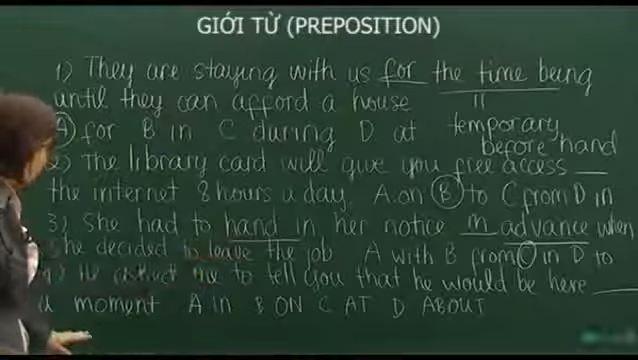 GIỚI TỪ (PREPOSITION)
1) They are staying with us for the time being
until they can afford a house
=
temporary
A for B in C during D at
before hand
2) The library card will give you free access __
the internet 8 hours a day. A. on B to C from D in
3) She had to hand in her notice in advance when
she decided to leave the job A with B from C in D to
4) He me to tell you that he would be here __
moment A in B ON C AT D ABOUT